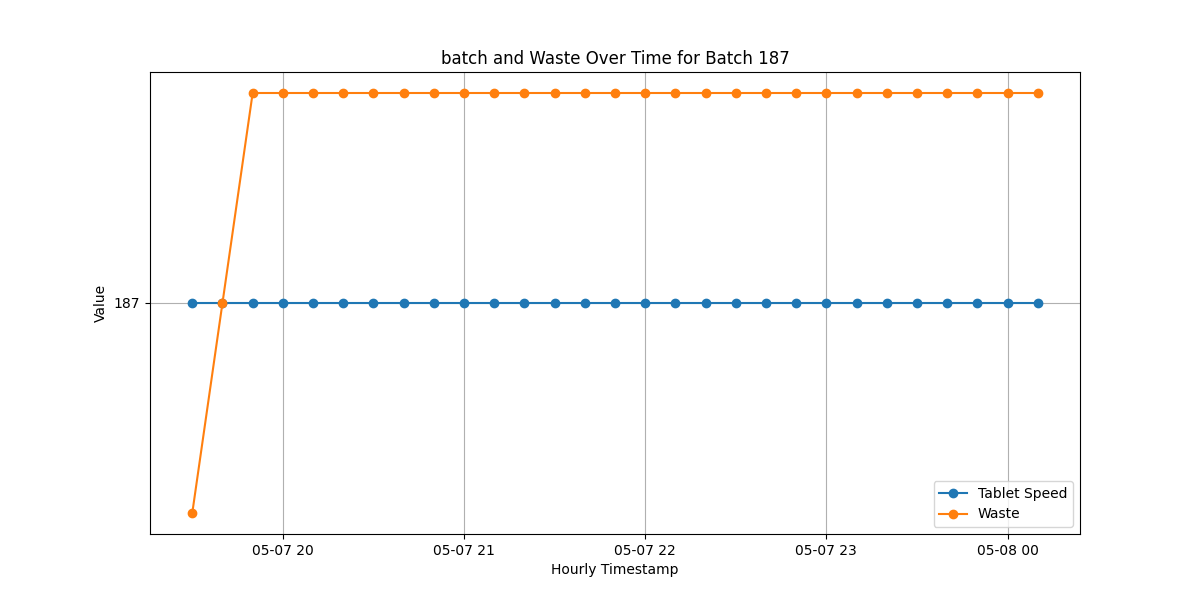 batch and Waste Over Time for Batch 187
Value
187
Tablet Speed
Waste
05-07 20
05-07 21
05-07 22
05-07 23
05-08 00
Hourly Timestamp